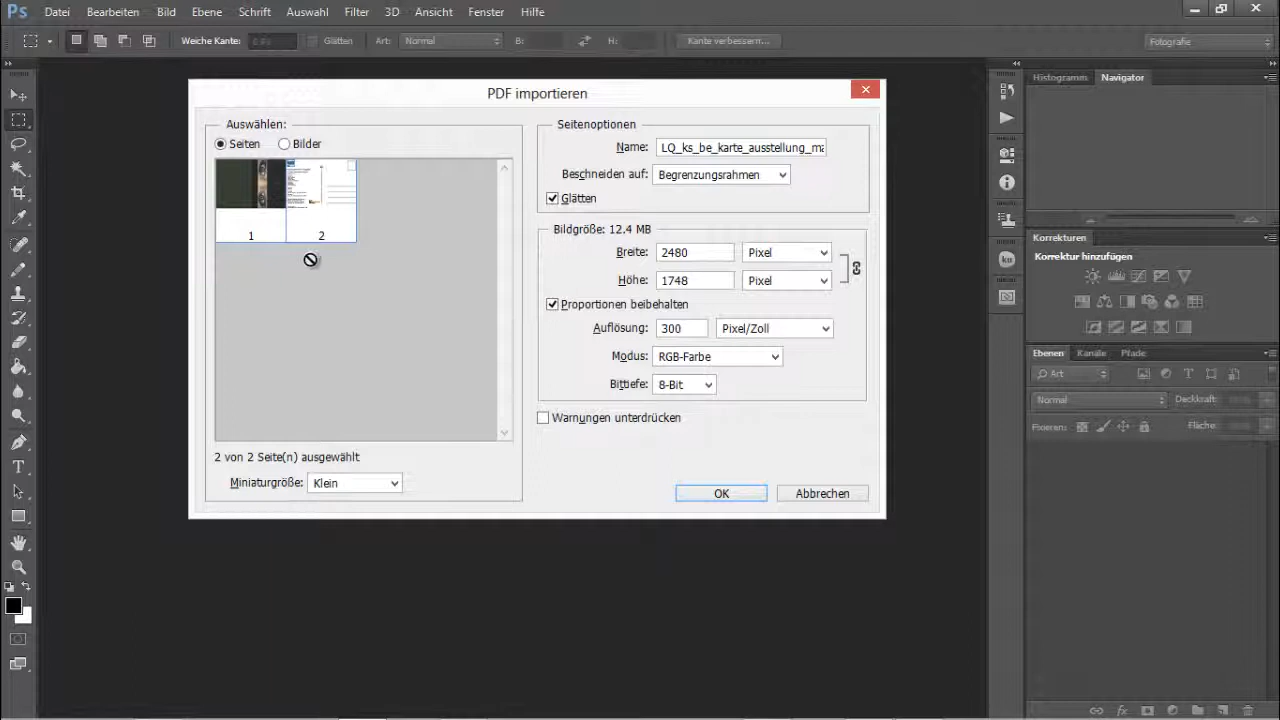 Ps Datei Bearbeiten Bild Ebene Schrift Auswahl Filter 3D Ansicht Fenster Hilfe
Weiche Kante: Glätten Art: Normal B: H: Kante verbessern... Fotografie
Histogramm Navigator
PDF importieren
Auswählen:
Seiten Bilder
1 2
2 von 2 Seite(n) ausgewählt
Miniaturgröße: Klein
Seitenoptionen
Name: LQ_ks_be_karte_ausstellung_ma
Beschneiden auf: Begrenzungsrahmen
Glätten
Bildgröße: 12.4 MB
Breite: 2480 Pixel
Höhe: 1748 Pixel
Proportionen beibehalten
Auflösung: 300 Pixel/Zoll
Modus: RGB-Farbe
Bittiefe: 8-Bit
Warnungen unterdrücken
OK Abbrechen
Korrekturen
Korrektur hinzufügen
Ebenen Kanäle Pfade
Art
Normal Deckkraft:
Fixieren: Fläche:
ku
fx